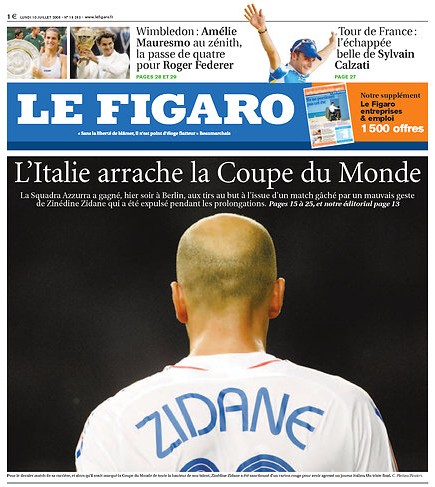 1 € LUNDI 10 JUILLET 2006 - www.lefigaro.fr
Wimbledon : Amélie
Mauresmo au zénith,
la passe de quatre
pour Roger Federer
PAGES 28 ET 29
Tour de France :
l'échappée
belle de Sylvain
Calzati
PAGE 27
LE FIGARO
« Sans la liberté de blâmer, il n'est point d'éloge flatteur » Beaumarchais
Notre supplément
Le Figaro
entreprises
& emploi
1 500 offres
L'Italie arrache la Coupe du Monde
La Squadra Azzurra a gagné, hier soir à Berlin, aux tirs au but à l'issue d'un match gâché par un mauvais geste
de Zinédine Zidane qui a été expulsé pendant les prolongations. Pages 15 à 25, et notre éditorial page 13
ZIDANE